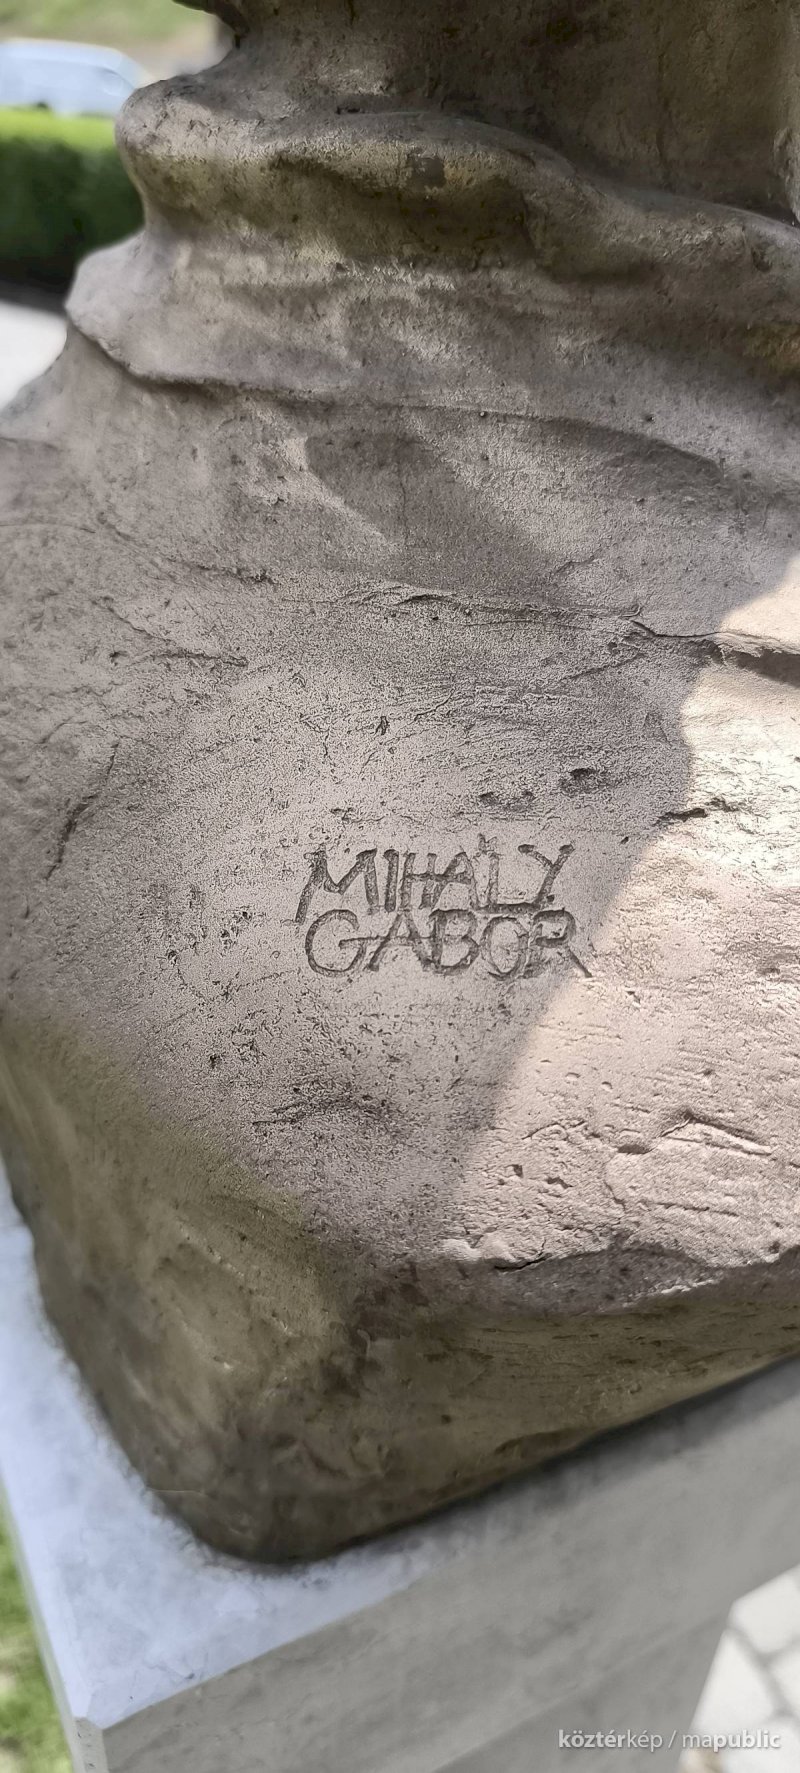 MIHÁLY
GÁBOR
köztérkép / mapublic